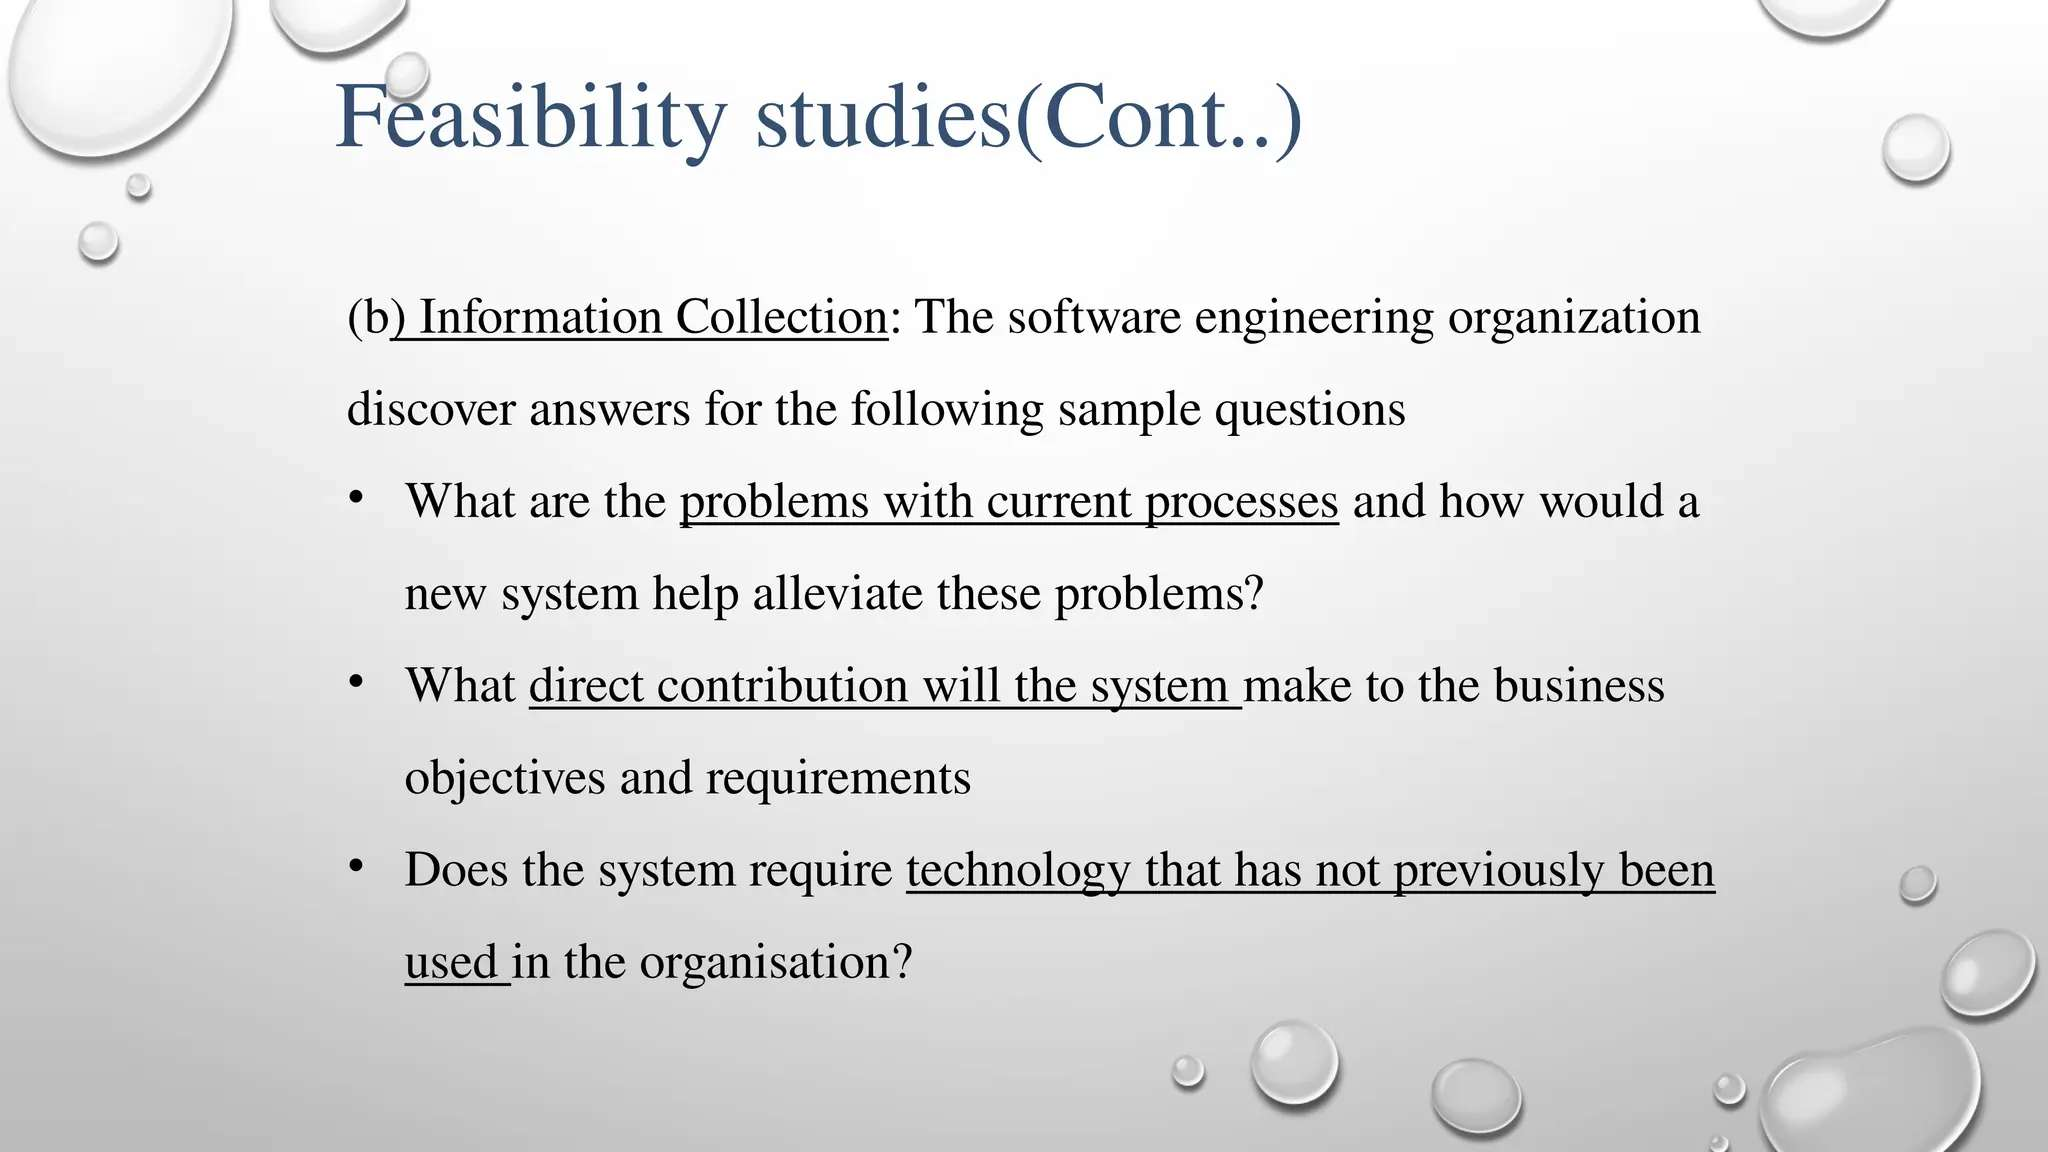 Feasibility studies(Cont..)
(b) Information Collection: The software engineering organization
discover answers for the following sample questions
• What are the problems with current processes and how would a
new system help alleviate these problems?
• What direct contribution will the system make to the business
objectives and requirements
• Does the system require technology that has not previously been
used in the organisation?